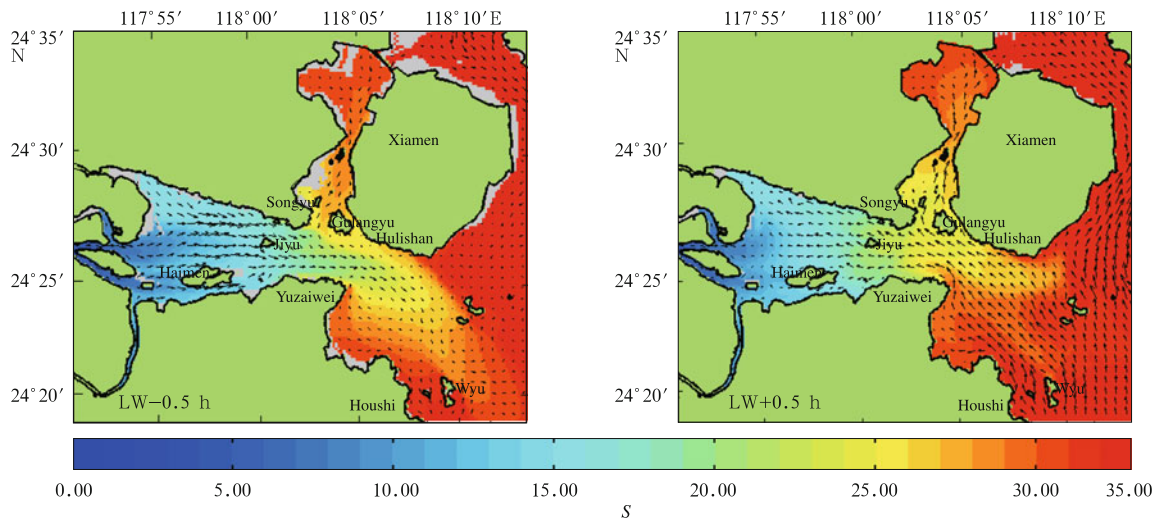 117°55′ 118°00′ 118°05′ 118°10′E
24°35′
N
24°30′
24°25′
24°20′
Xiamen
Songyu
Gulangyu
Hulishan
Jiyu
Haimen
Yuzaiwei
Wyu
Houshi
LW-0.5 h
117°55′ 118°00′ 118°05′ 118°10′E
24°35′
N
24°30′
24°25′
24°20′
Xiamen
Songyu
Gulangyu
Hulishan
Jiyu
Haimen
Yuzaiwei
Wyu
Houshi
LW+0.5 h
0.00 5.00 10.00 15.00 20.00 25.00 30.00 35.00
S